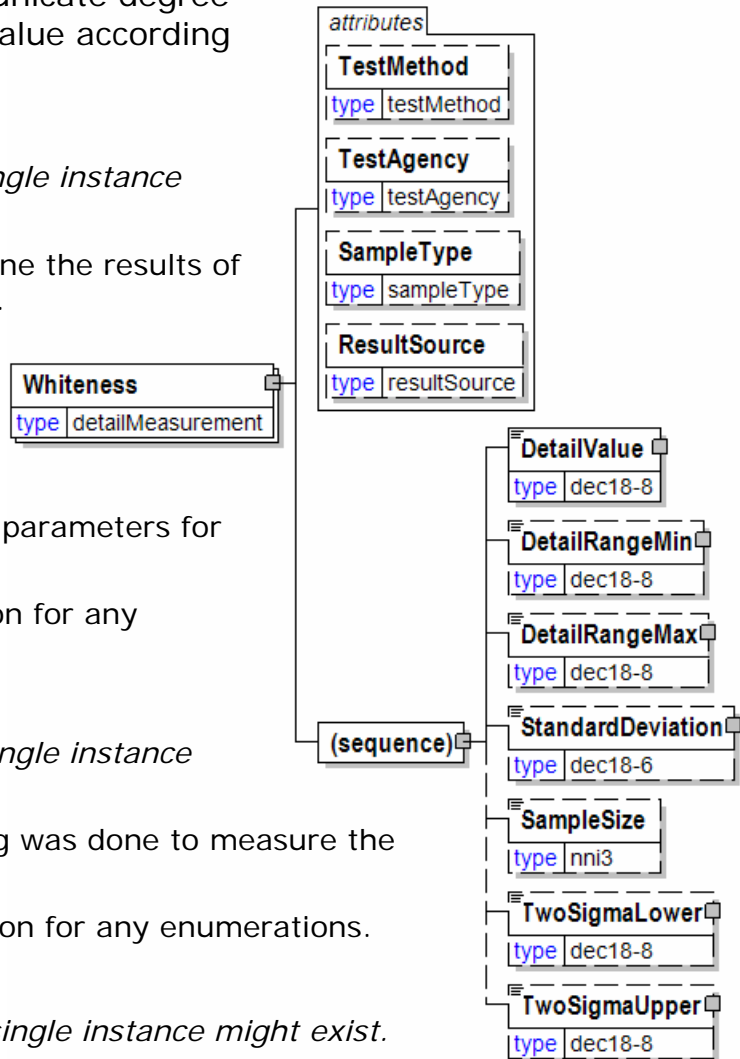 unicate degree
alue according
ngle instance
ne the results of
.
parameters for
on for any
ngle instance
g was done to measure the
on for any enumerations.
single instance might exist.
Whiteness
type detailMeasurement
attributes
TestMethod
type testMethod
TestAgency
type testAgency
SampleType
type sampleType
ResultSource
type resultSource
(sequence)
DetailValue
type dec18-8
DetailRangeMin
type dec18-8
DetailRangeMax
type dec18-8
StandardDeviation
type dec18-6
SampleSize
type nni3
TwoSigmaLower
type dec18-8
TwoSigmaUpper
type dec18-8